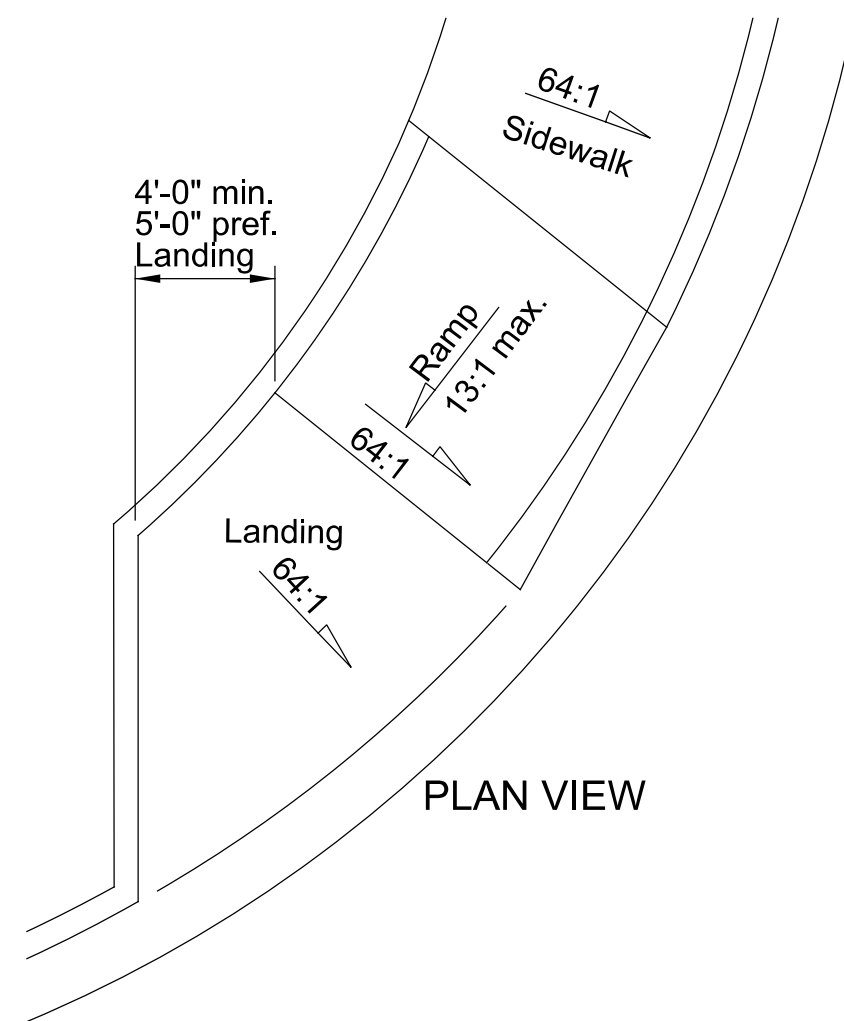 64:1
Sidewalk
4'-0" min.
5'-0" pref.
Landing
Ramp
13:1 max.
64:1
Landing
64:1
PLAN VIEW